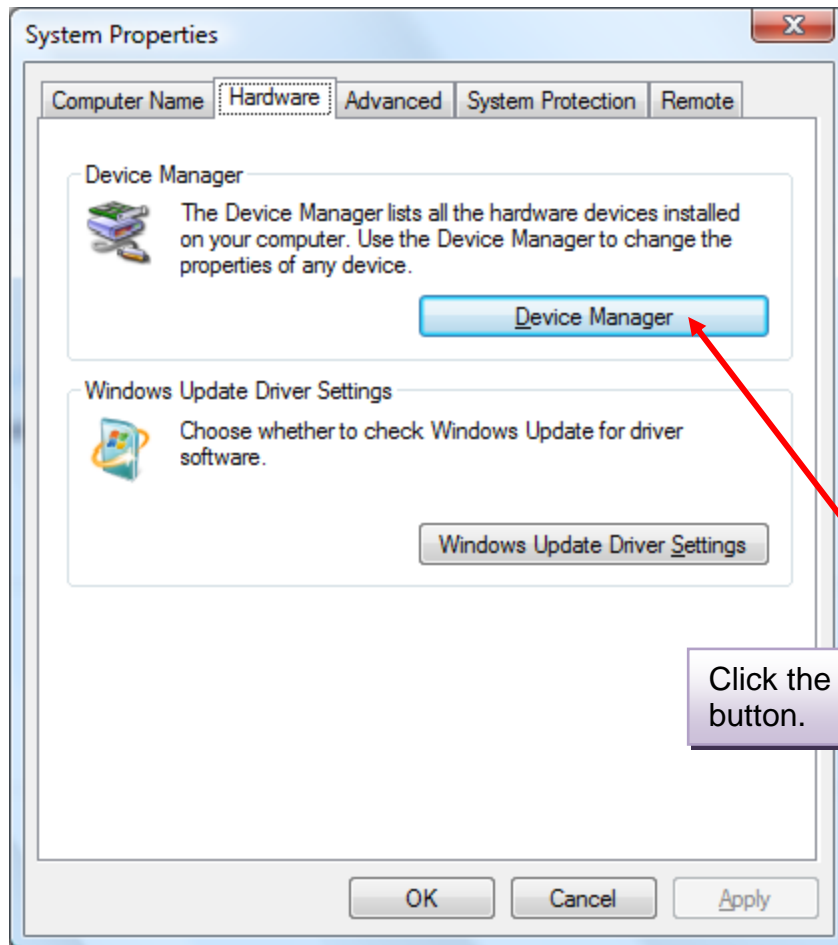 System Properties
Computer Name Hardware Advanced System Protection Remote
Device Manager
The Device Manager lists all the hardware devices installed
on your computer. Use the Device Manager to change the
properties of any device.
Device Manager
Windows Update Driver Settings
Choose whether to check Windows Update for driver
software.
Windows Update Driver Settings
Click the
button.
OK Cancel Apply